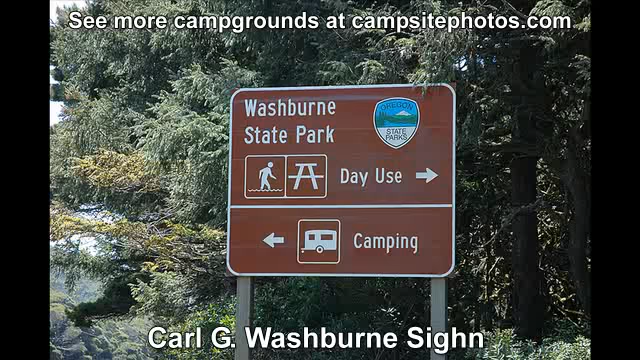 See more campgrounds at campsitephotos.com
Washburne
State Park
OREGON
STATE
PARKS
Day Use
Camping
Carl G. Washburne Sighn